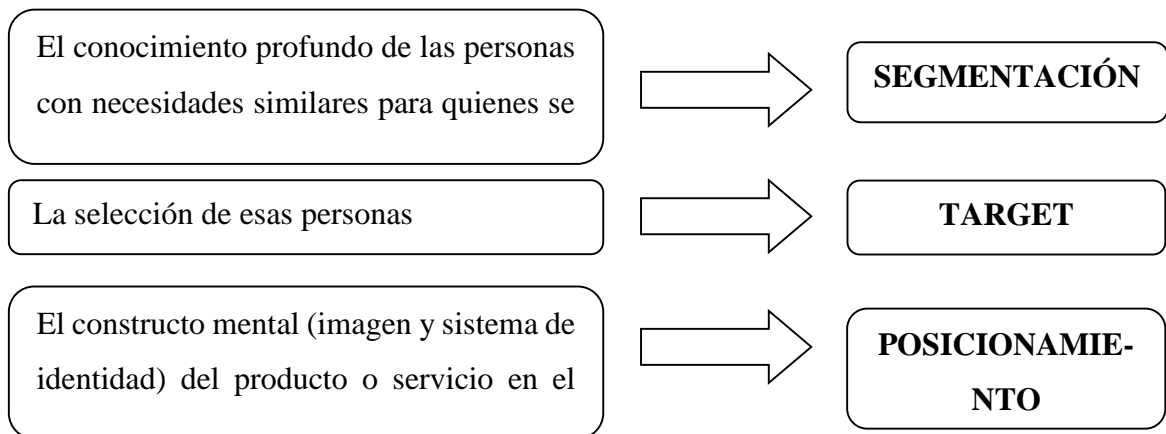 El conocimiento profundo de las personas
con necesidades similares para quienes se
SEGMENTACIÓN
La selección de esas personas
TARGET
El constructo mental (imagen y sistema de
identidad) del producto o servicio en el
POSICIONAMIE-
NTO